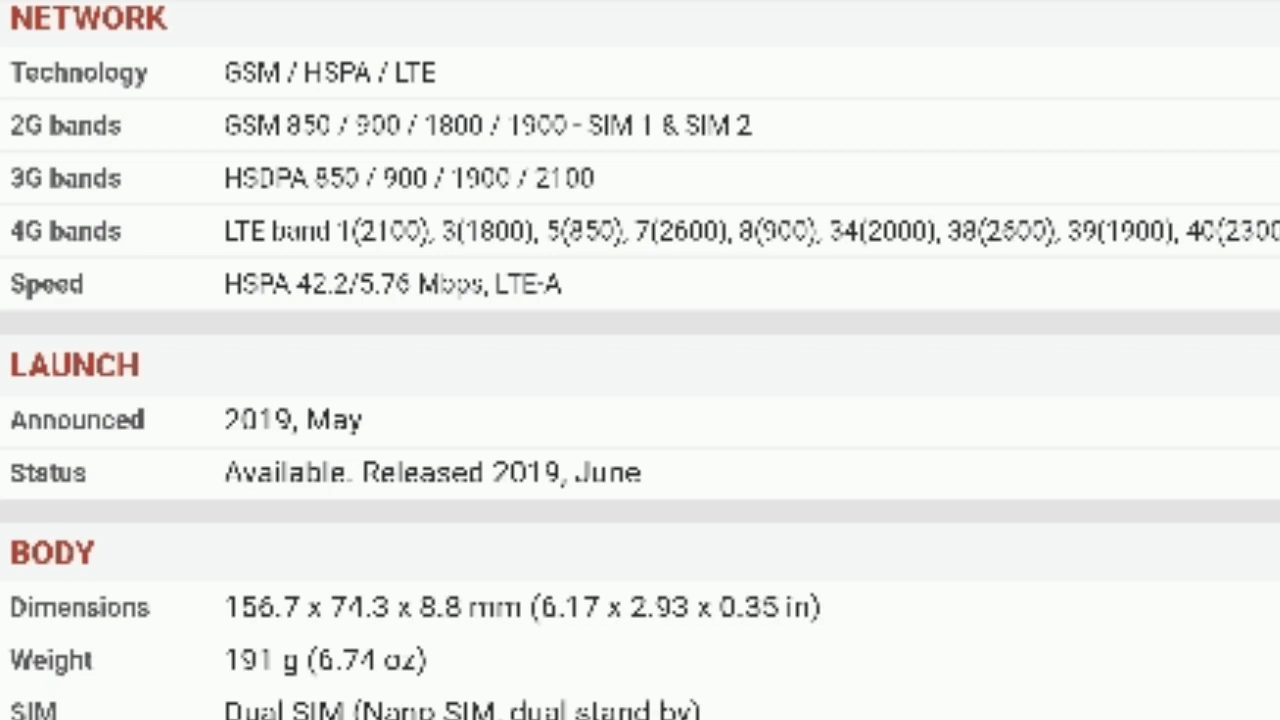 NETWORK
Technology GSM / HSPA / LTE
2G bands GSM 850 / 900 / 1800 / 1900 - SIM 1 & SIM 2
3G bands HSDPA 850 / 900 / 1900 / 2100
4G bands LTE band 1(2100), 3(1800), 5(850), 7(2600), 8(900), 34(2000), 38(2600), 39(1900), 40(2300
Speed HSPA 42.2/5.76 Mbps, LTE-A
LAUNCH
Announced 2019, May
Status Available. Released 2019, June
BODY
Dimensions 156.7 x 74.3 x 8.8 mm (6.17 x 2.93 x 0.35 in)
Weight 191 g (6.74 oz)
SIM Dual SIM (Nano SIM, dual stand by)